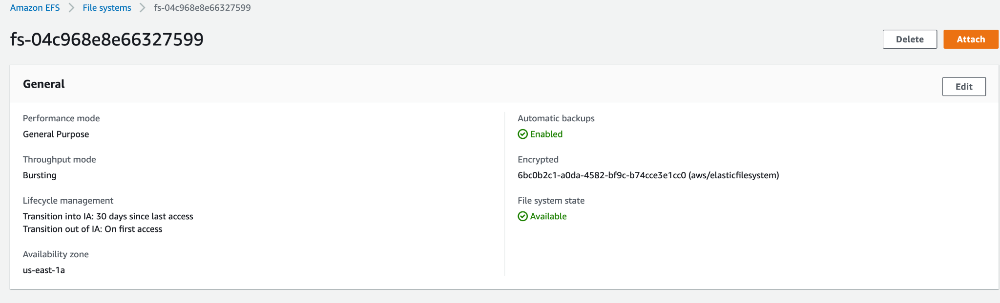 Amazon EFS > File systems > fs-04c968e8e66327599
fs-04c968e8e66327599
Delete
Attach
General
Edit
Performance mode
General Purpose
Throughput mode
Bursting
Lifecycle management
Transition into IA: 30 days since last access
Transition out of IA: On first access
Availability zone
us-east-1a
Automatic backups
Enabled
Encrypted
6bc0b2c1-a0da-4582-bf9c-b74cce3e1cc0 (aws/elasticfilesystem)
File system state
Available